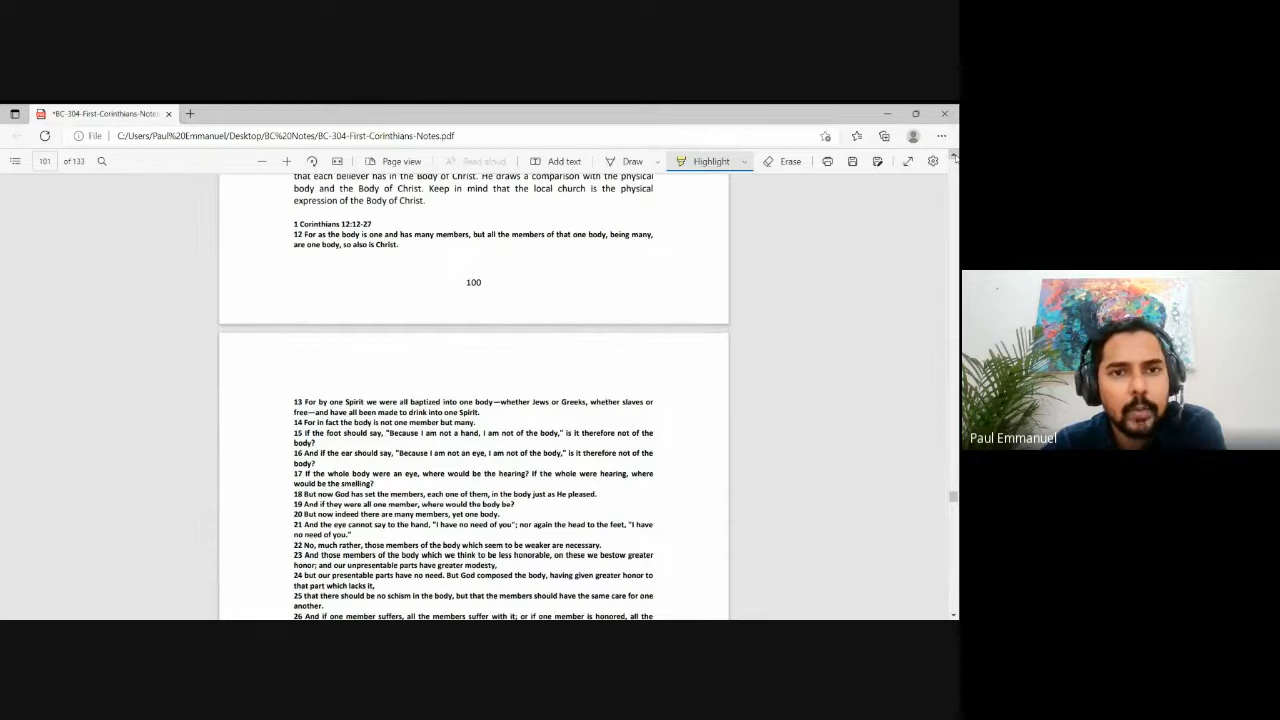 *BC-304-First-Corinthians-Notes
File
C:/Users/Paul%20Emmanuel/Desktop/BC%20Notes/BC-304-First-Corinthians-Notes.pdf
101 of 133
Page view
Read aloud
Add text
Draw
Highlight
Erase
that each believer has in the Body of Christ. He draws a comparison with the physical
body and the Body of Christ. Keep in mind that the local church is the physical
expression of the Body of Christ.
1 Corinthians 12:12-27
12 For as the body is one and has many members, but all the members of that one body, being many,
are one body, so also is Christ.
100
13 For by one Spirit we were all baptized into one body—whether Jews or Greeks, whether slaves or
free—and have all been made to drink into one Spirit.
14 For in fact the body is not one member but many.
15 If the foot should say, "Because I am not a hand, I am not of the body," is it therefore not of the
body?
16 And if the ear should say, "Because I am not an eye, I am not of the body," is it therefore not of the
body?
17 If the whole body were an eye, where would be the hearing? If the whole were hearing, where
would be the smelling?
18 But now God has set the members, each one of them, in the body just as He pleased.
19 And if they were all one member, where would the body be?
20 But now indeed there are many members, yet one body.
21 And the eye cannot say to the hand, "I have no need of you"; nor again the head to the feet, "I have
no need of you."
22 No, much rather, those members of the body which seem to be weaker are necessary.
23 And those members of the body which we think to be less honorable, on these we bestow greater
honor; and our unpresentable parts have greater modesty,
24 but our presentable parts have no need. But God composed the body, having given greater honor to
that part which lacks it,
25 that there should be no schism in the body, but that the members should have the same care for one
another.
26 And if one member suffers, all the members suffer with it; or if one member is honored, all the
Paul Emmanuel